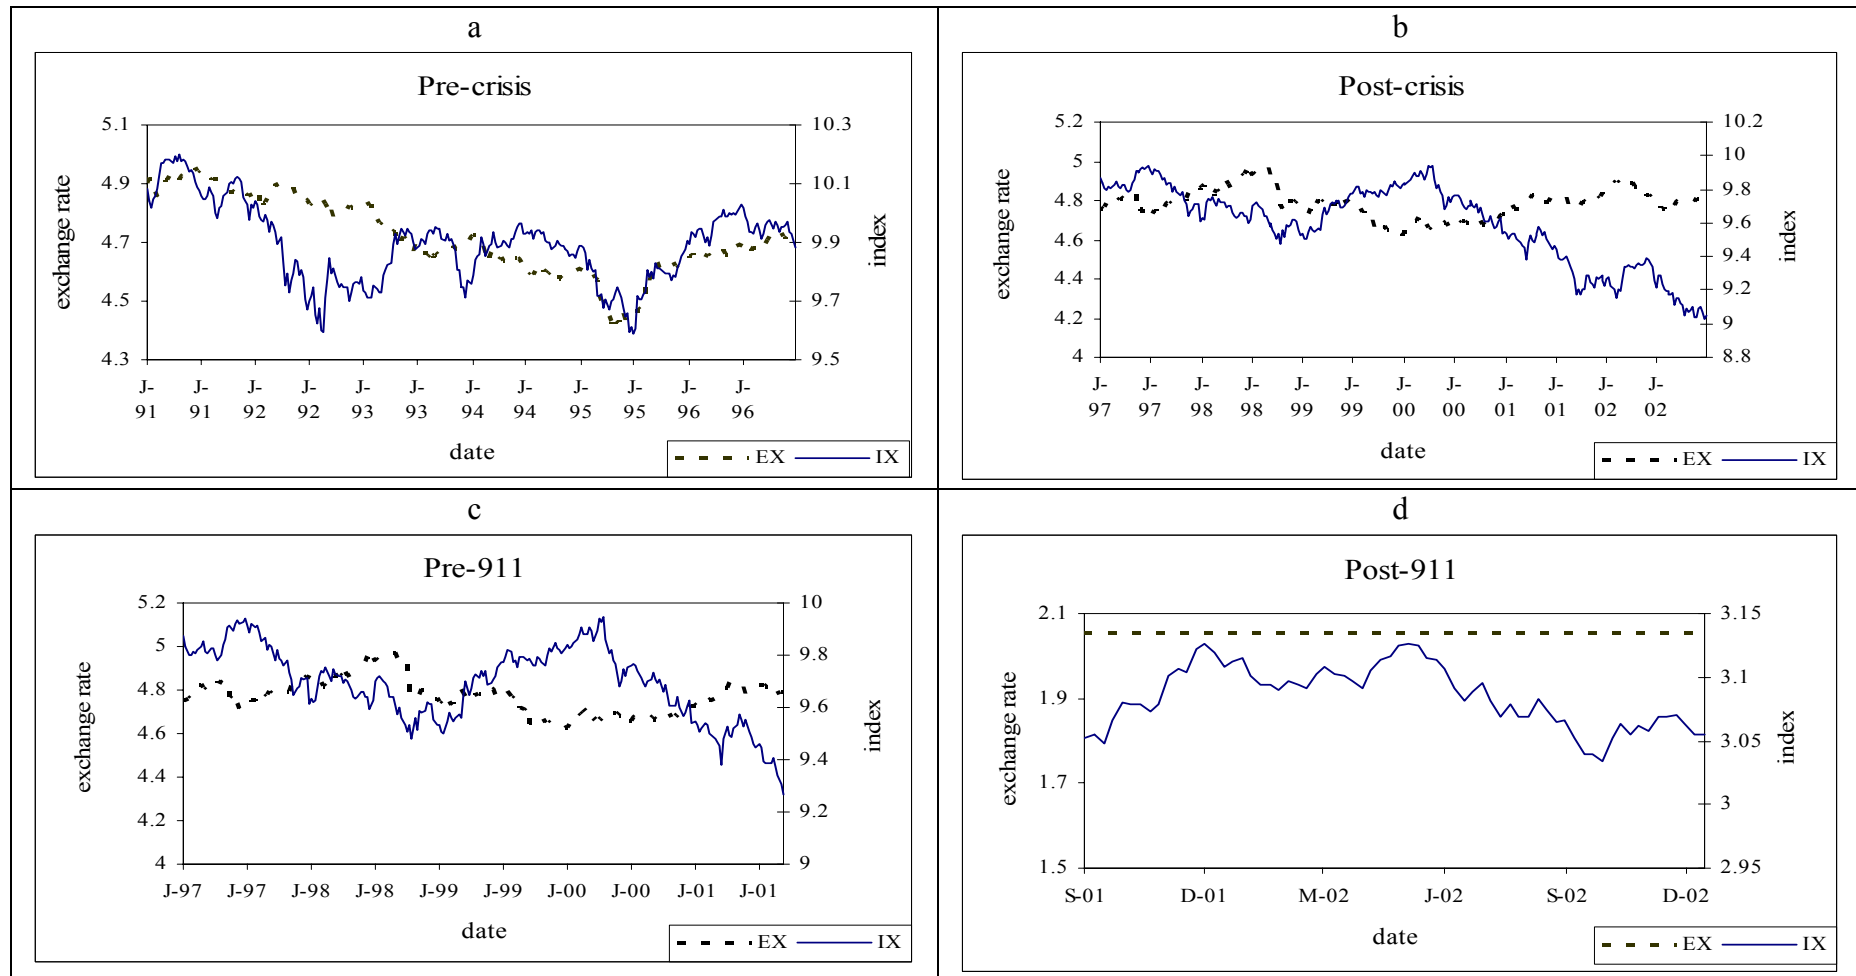 a
Pre-crisis
5.1
4.9
4.7
4.5
4.3
exchange rate
10.3
10.1
9.9
9.7
9.5
index
J- J- J- J- J- J- J- J- J- J- J- J-
91 91 92 92 93 93 94 94 95 95 96 96
date
EX IX
b
Post-crisis
5.2
5
4.8
4.6
4.4
4.2
4
exchange rate
10.2
10
9.8
9.6
9.4
9.2
9
8.8
index
J- J- J- J- J- J- J- J- J- J- J- J-
97 97 98 98 99 99 00 00 01 01 02 02
date
EX IX
c
Pre-911
5.2
5
4.8
4.6
4.4
4.2
4
exchange rate
10
9.8
9.6
9.4
9.2
9
index
J-97 J-97 J-98 J-98 J-99 J-99 J-00 J-00 J-01 J-01
date
EX IX
d
Post-911
2.1
1.9
1.7
1.5
exchange rate
3.15
3.1
3.05
3
2.95
index
S-01 D-01 M-02 J-02 S-02 D-02
date
EX IX